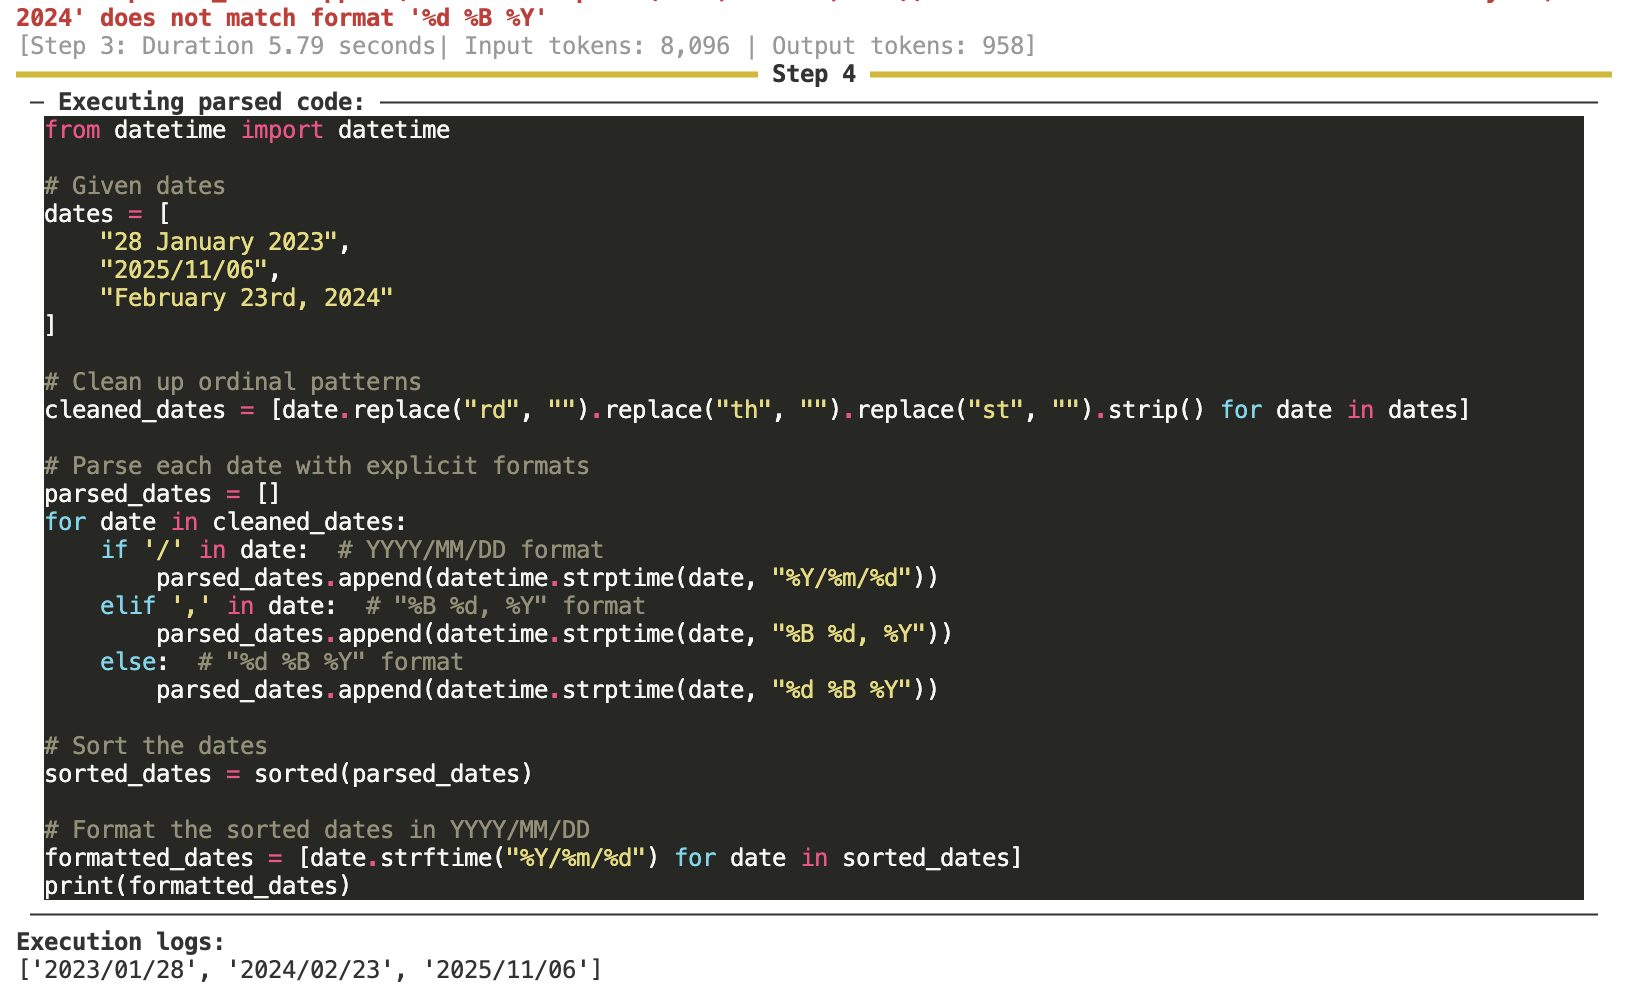 2024' does not match format '%d %B %Y'
[Step 3: Duration 5.79 seconds| Input tokens: 8,096 | Output tokens: 958]
Step 4
─ Executing parsed code:
from datetime import datetime
# Given dates
dates = [
    "28 January 2023",
    "2025/11/06",
    "February 23rd, 2024"
]
# Clean up ordinal patterns
cleaned_dates = [date.replace("rd", "").replace("th", "").replace("st", "").strip() for date in dates]
# Parse each date with explicit formats
parsed_dates = []
for date in cleaned_dates:
    if '/' in date:  # YYYY/MM/DD format
        parsed_dates.append(datetime.strptime(date, "%Y/%m/%d"))
    elif ',' in date:  # "%B %d, %Y" format
        parsed_dates.append(datetime.strptime(date, "%B %d, %Y"))
    else:  # "%d %B %Y" format
        parsed_dates.append(datetime.strptime(date, "%d %B %Y"))
# Sort the dates
sorted_dates = sorted(parsed_dates)
# Format the sorted dates in YYYY/MM/DD
formatted_dates = [date.strftime("%Y/%m/%d") for date in sorted_dates]
print(formatted_dates)
Execution logs:
['2023/01/28', '2024/02/23', '2025/11/06']